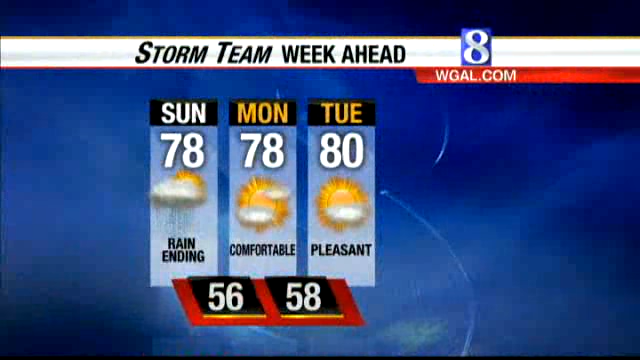 STORM TEAM WEEK AHEAD 8
WGAL.COM
SUN MON TUE
78 78 80
RAIN ENDING COMFORTABLE PLEASANT
56 58